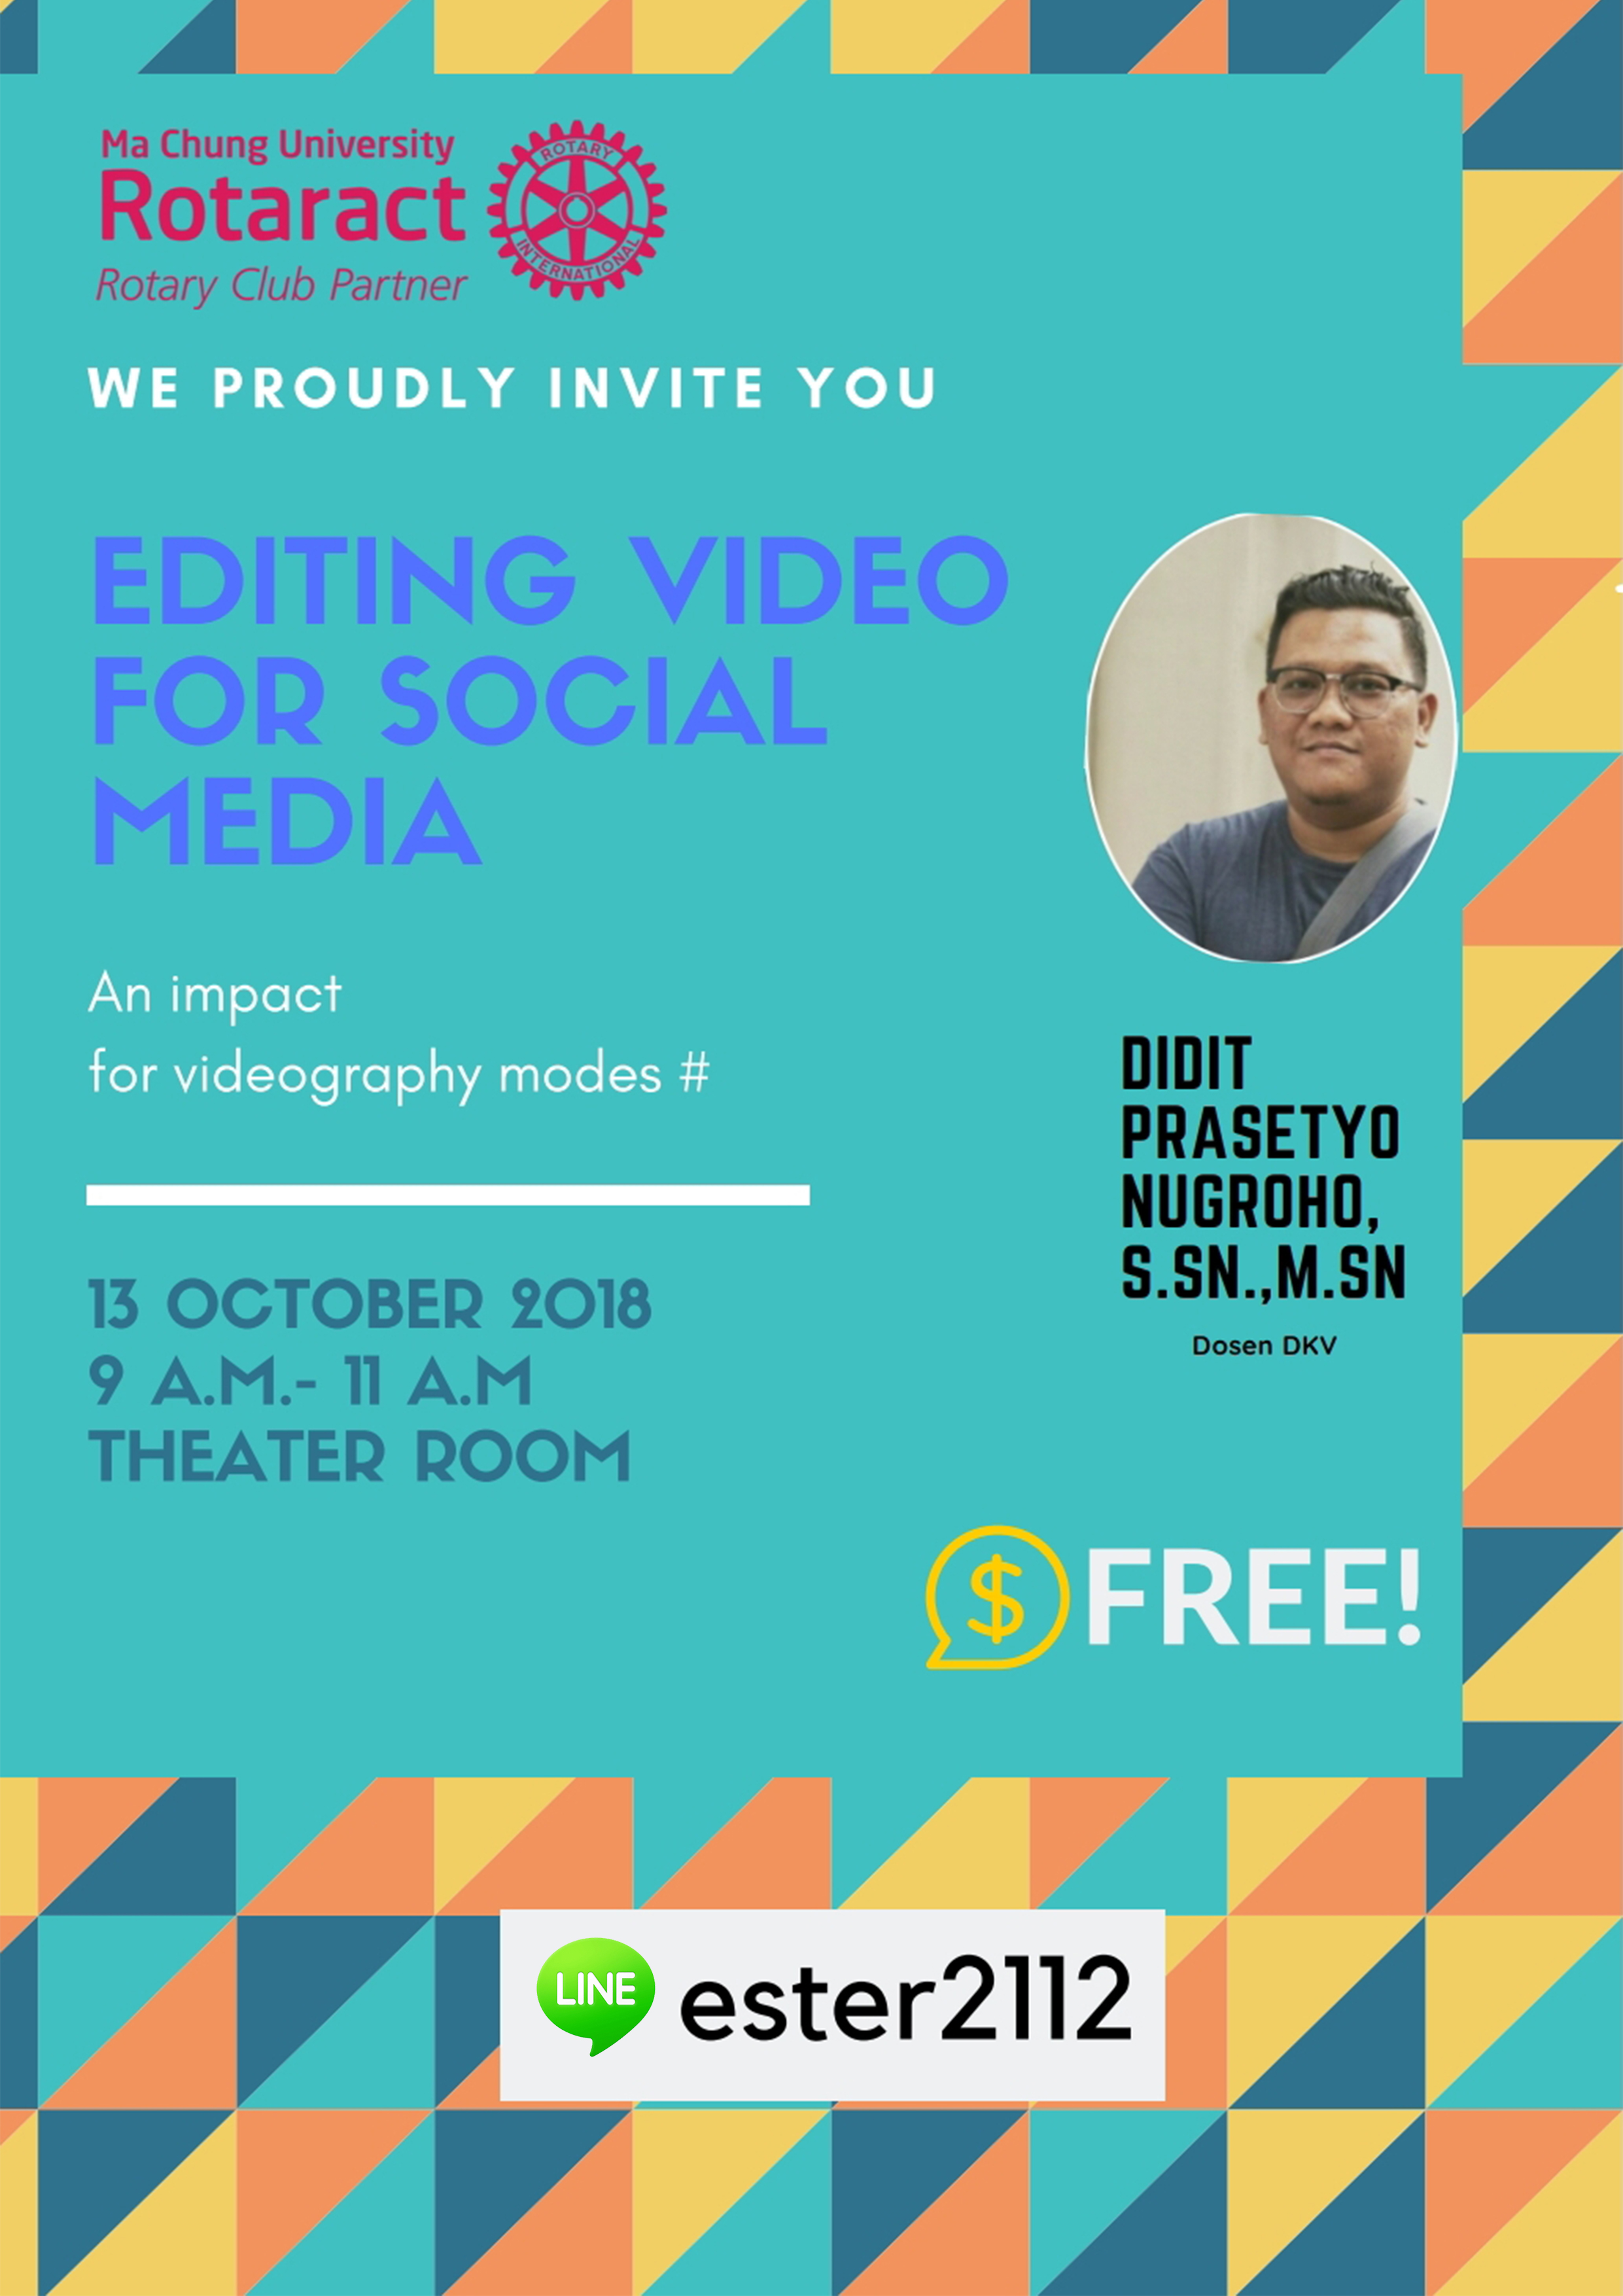 Ma Chung University
Rotaract
Rotary Club Partner
ROTARY
INTERNATIONAL
WE PROUDLY INVITE YOU
EDITING VIDEO
FOR SOCIAL
MEDIA
An impact
for videography modes #
13 OCTOBER 2018
9 A.M.- 11 A.M
THEATER ROOM
DIDIT
PRASETYO
NUGROHO,
S.SN.,M.SN
Dosen DKV
$ FREE!
LINE ester2112